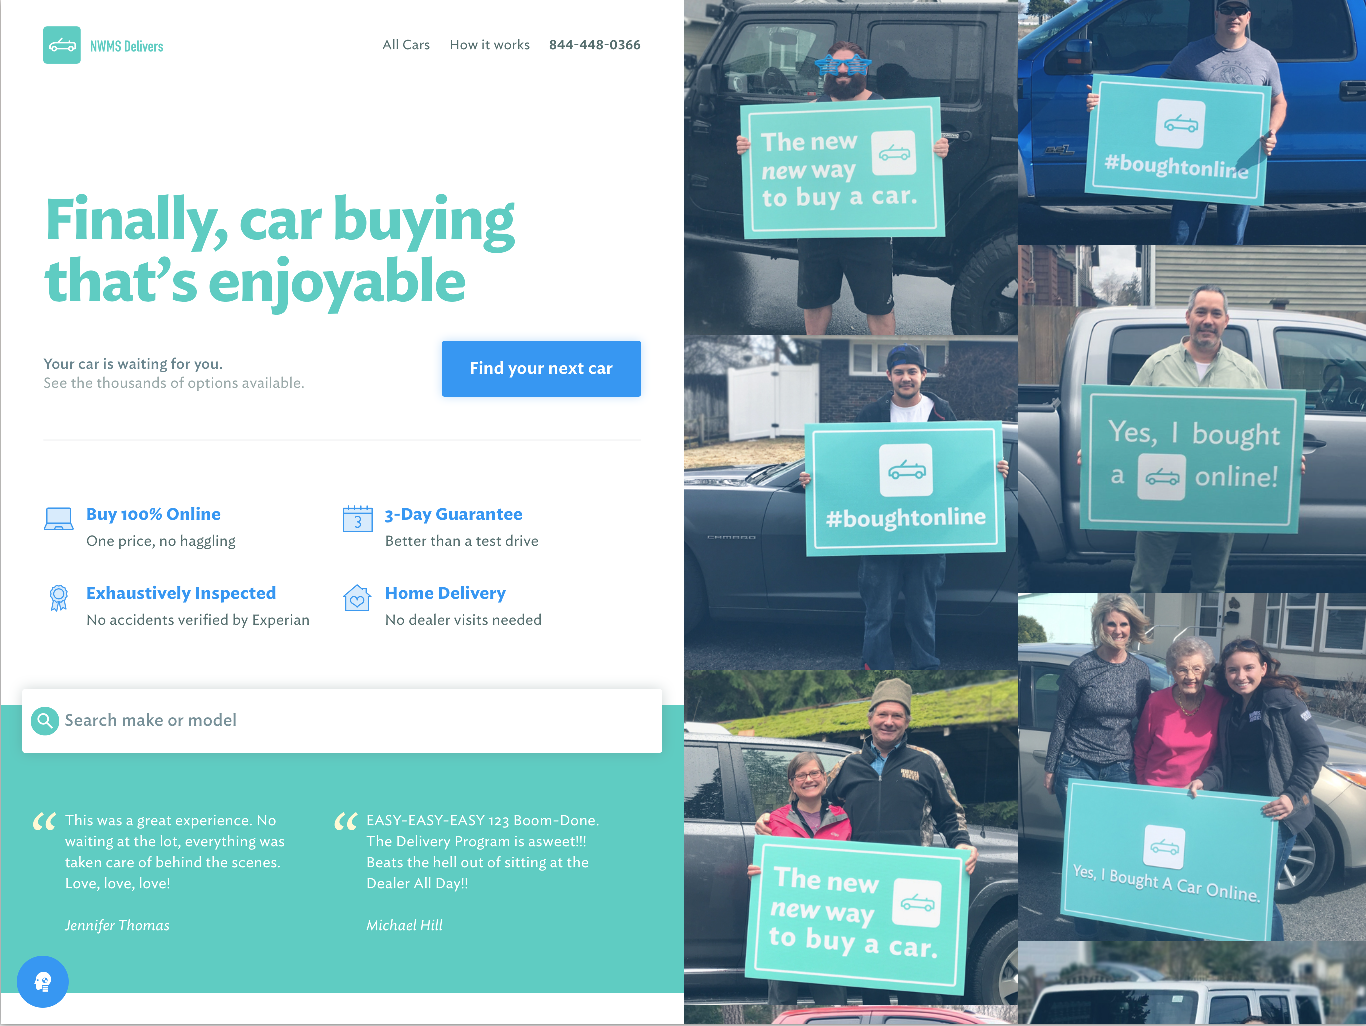 NWMS Delivers
All Cars
How it works
844-448-0366
Finally, car buying
that's enjoyable
Your car is waiting for you.
See the thousands of options available.
Find your next car
Buy 100% Online
One price, no haggling
3
3-Day Guarantee
Better than a test drive
Exhaustively Inspected
No accidents verified by Experian
Home Delivery
No dealer visits needed
Search make or model
“ This was a great experience. No
waiting at the lot, everything was
taken care of behind the scenes.
Love, love, love!
Jennifer Thomas
“ EASY-EASY-EASY 123 Boom-Done.
The Delivery Program is asweet!!!
Beats the hell out of sitting at the
Dealer All Day!!
Michael Hill
The new
new way
to buy a car.
#boughtonline
CAMARO
#boughtonline
Yes, I bought
a online!
The new
new way
to buy a car.
Yes, I Bought A Car Online.